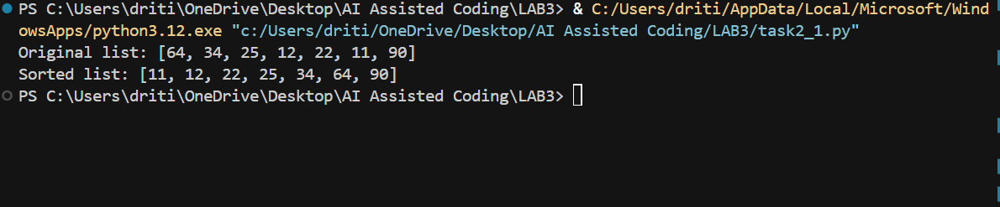 PS C:\Users\driti\OneDrive\Desktop\AI Assisted Coding\LAB3> & C:/Users/driti/AppData/Local/Microsoft/Wind
owsApps/python3.12.exe "c:/Users/driti/OneDrive/Desktop/AI Assisted Coding/LAB3/task2_1.py"
Original list: [64, 34, 25, 12, 22, 11, 90]
Sorted list: [11, 12, 22, 25, 34, 64, 90]
PS C:\Users\driti\OneDrive\Desktop\AI Assisted Coding\LAB3>